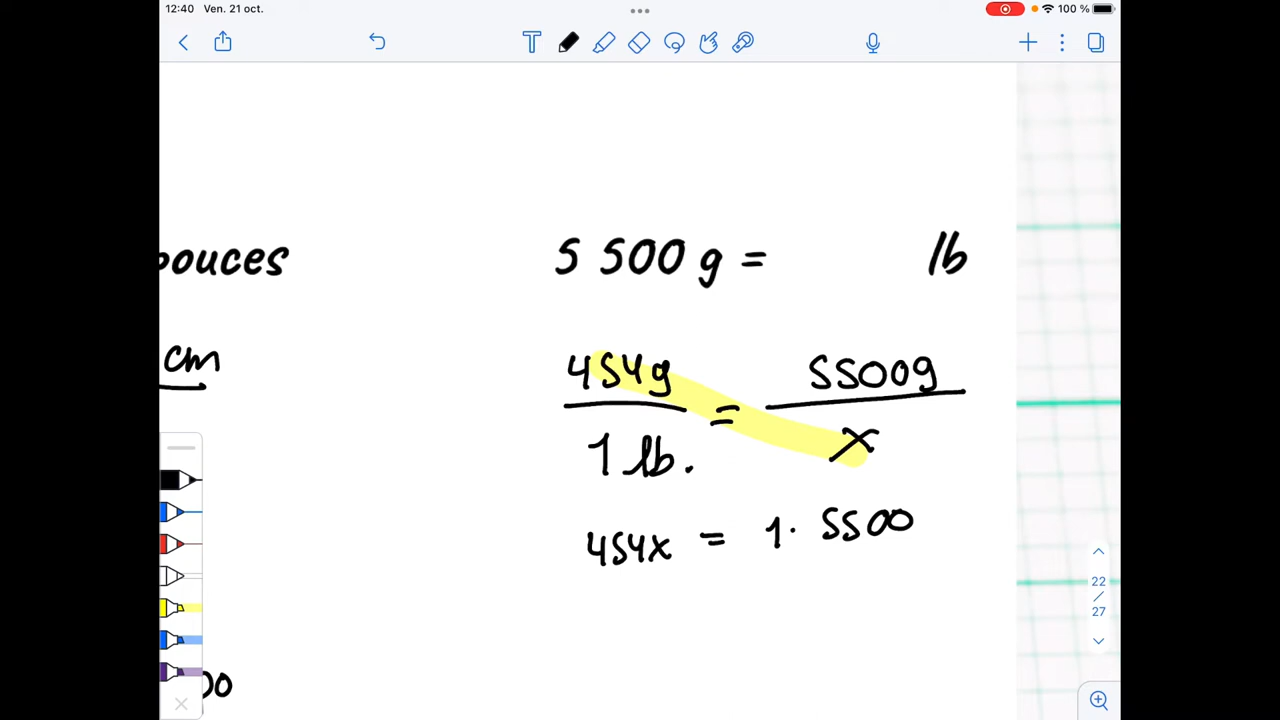 12:40 Ven. 21 oct. 100 %
pouces 5 500 g = lb
cm
454g = 5500g
1 lb. x
454x = 1. 5500
22
/
27
00